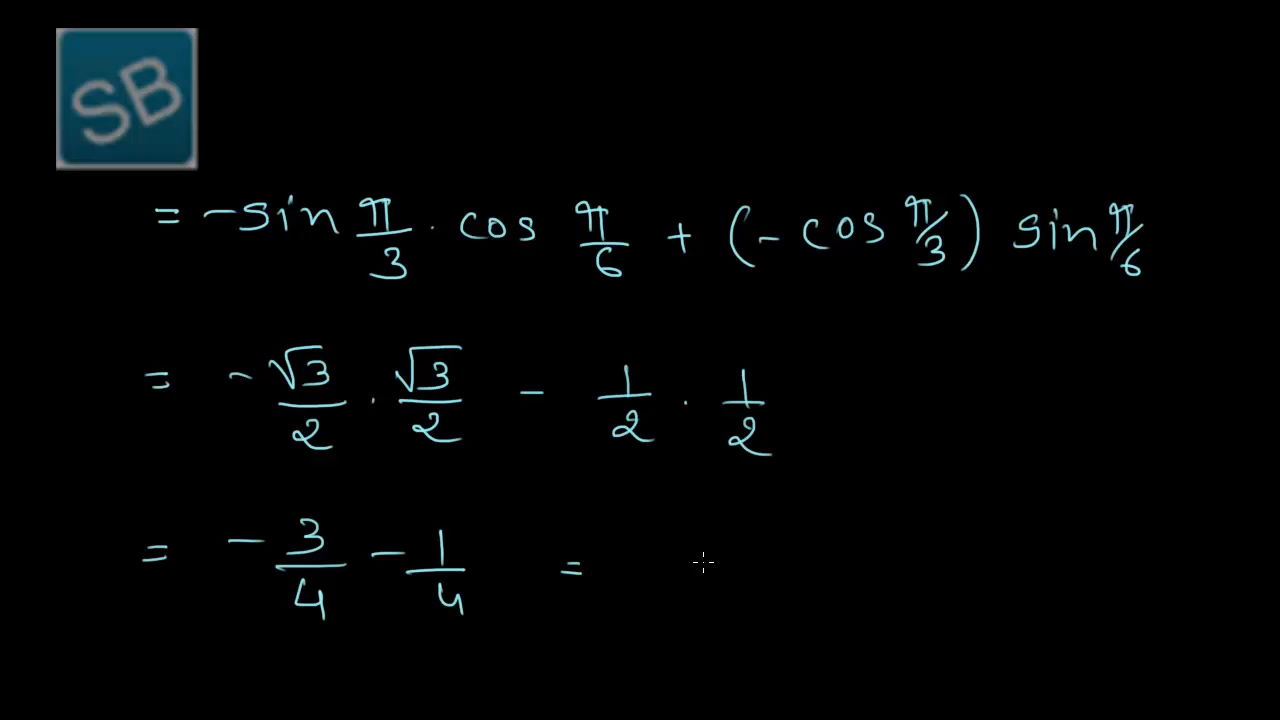 SB
= -sin π/3 . cos π/6 + (- cos π/3) sin π/6
= - √3/2 . √3/2 - 1/2 . 1/2
= - 3/4 - 1/4 =